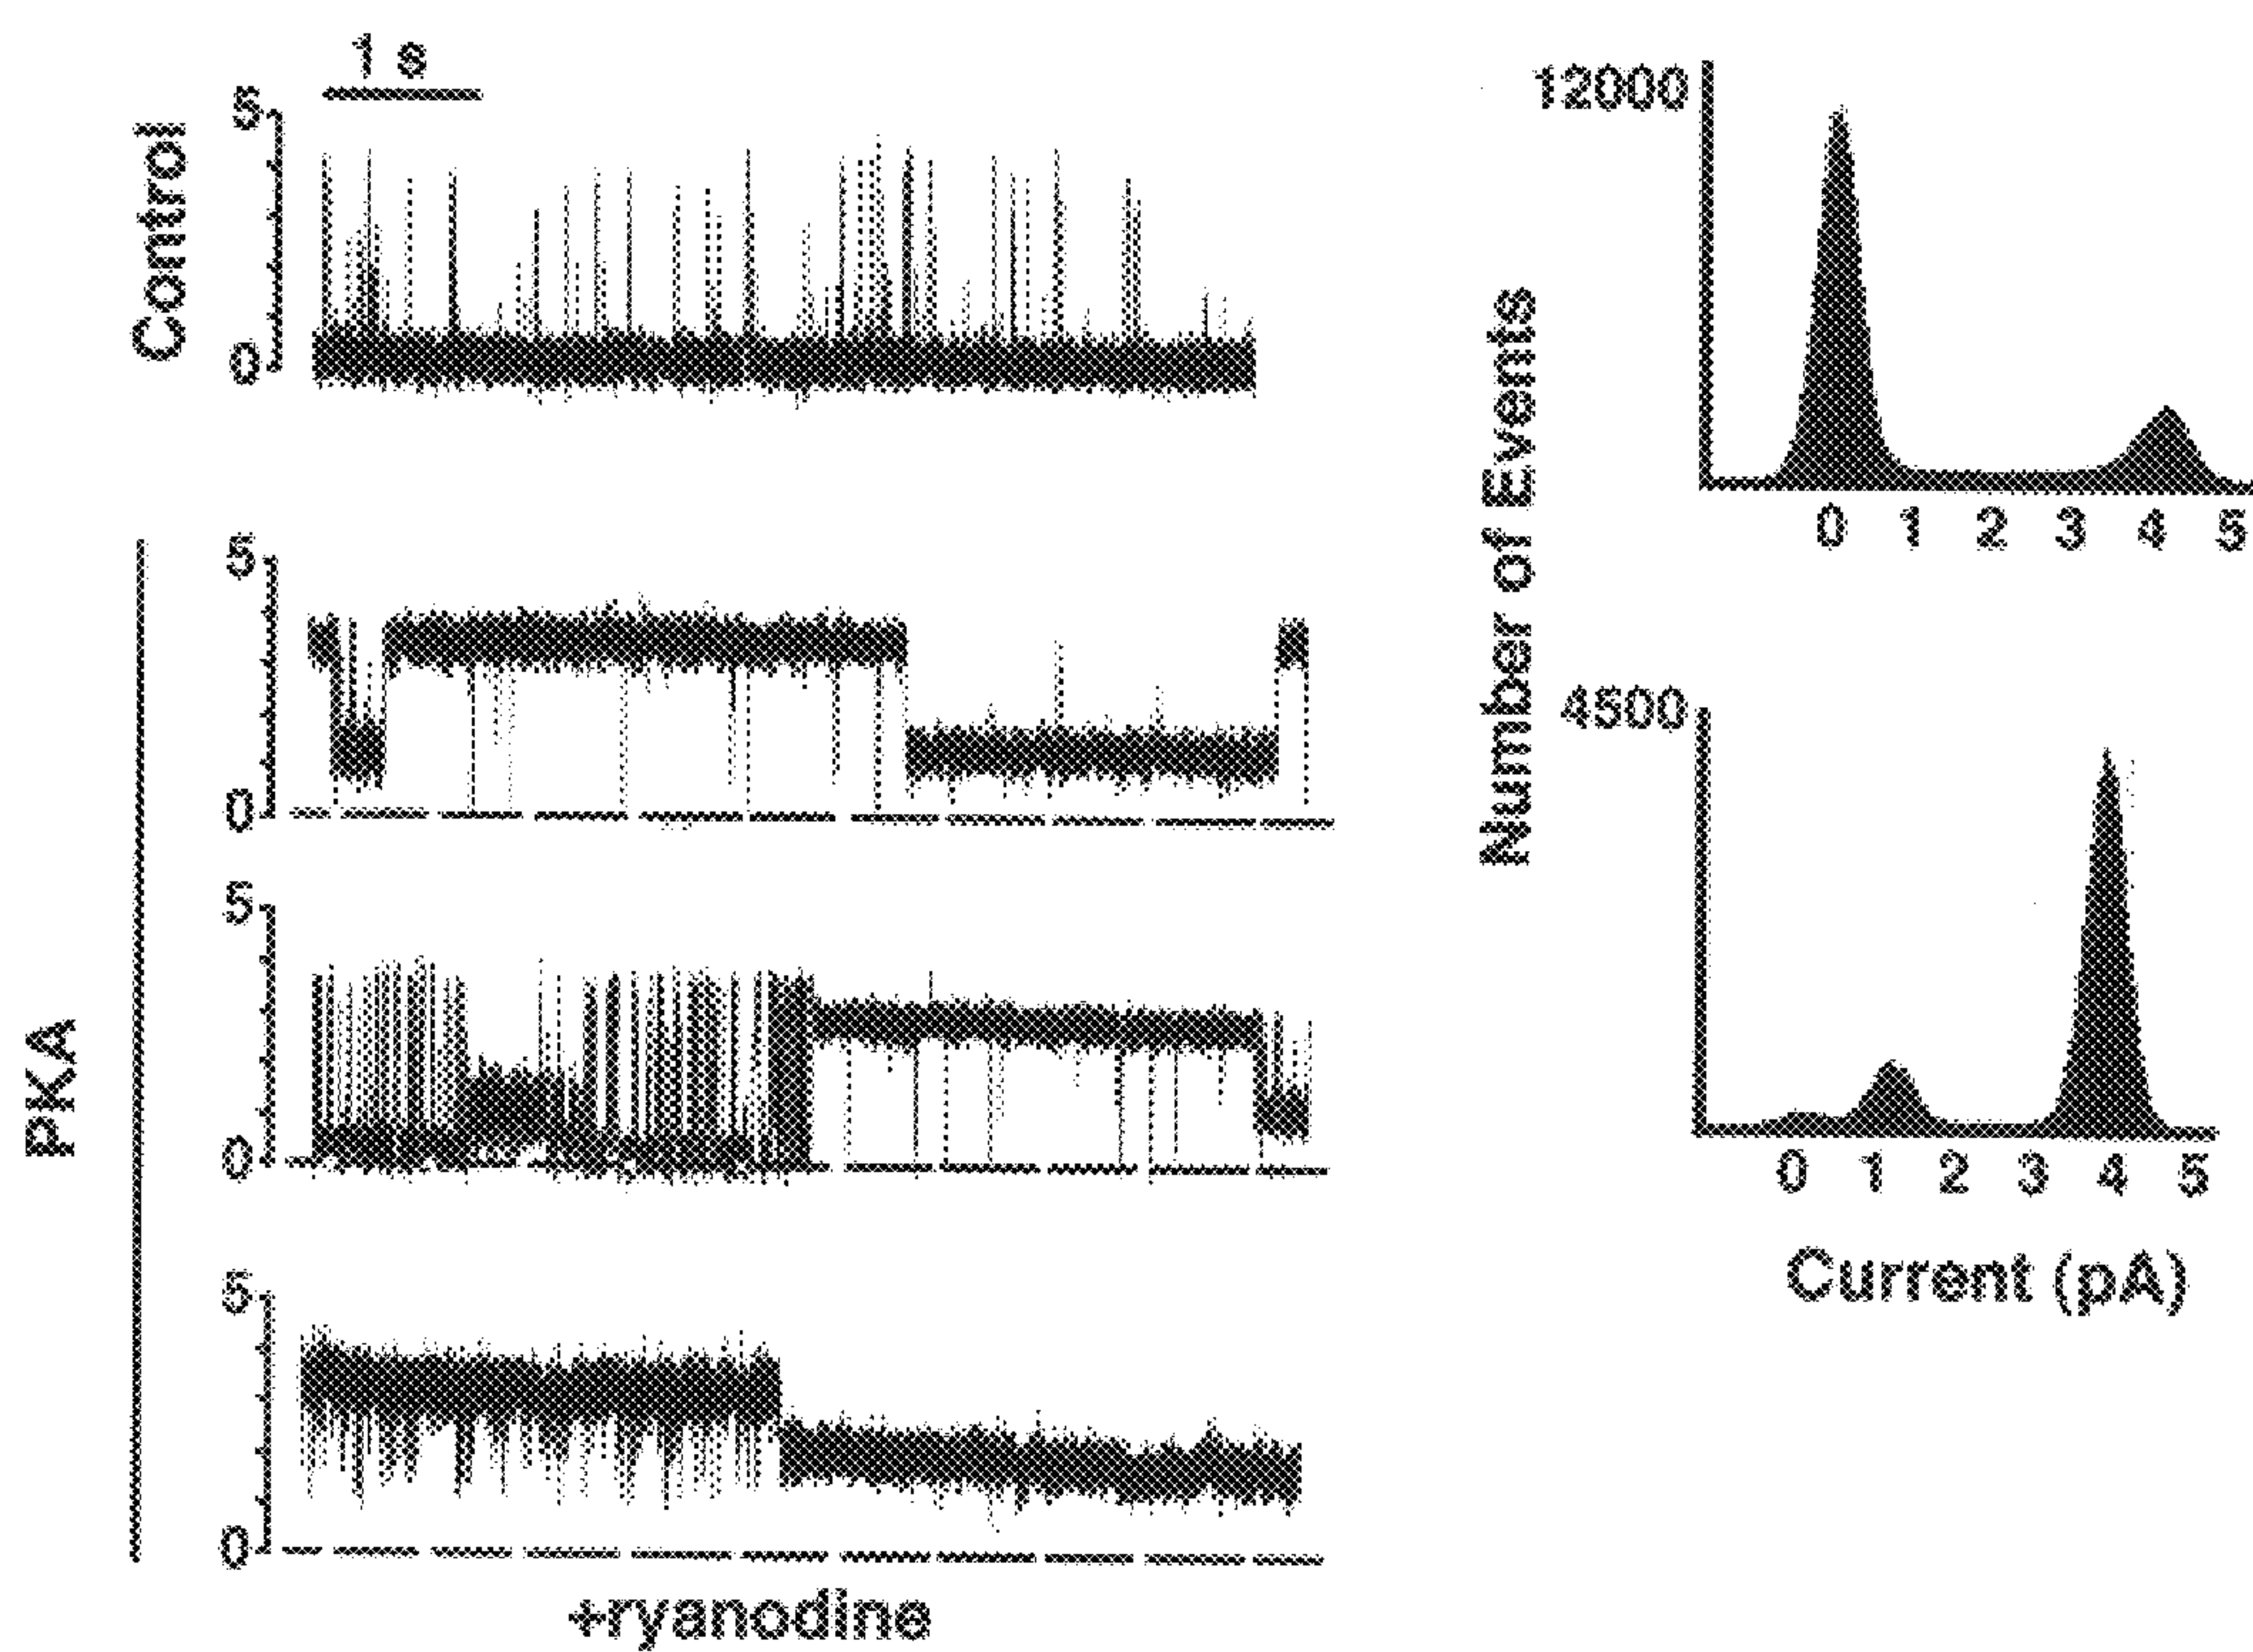 1 s
Control
5
0
PKA
5
0
5
0
5
0
+ryanodine
Number of Events
12000
0 1 2 3 4 5
4500
0 1 2 3 4 5
Current (pA)